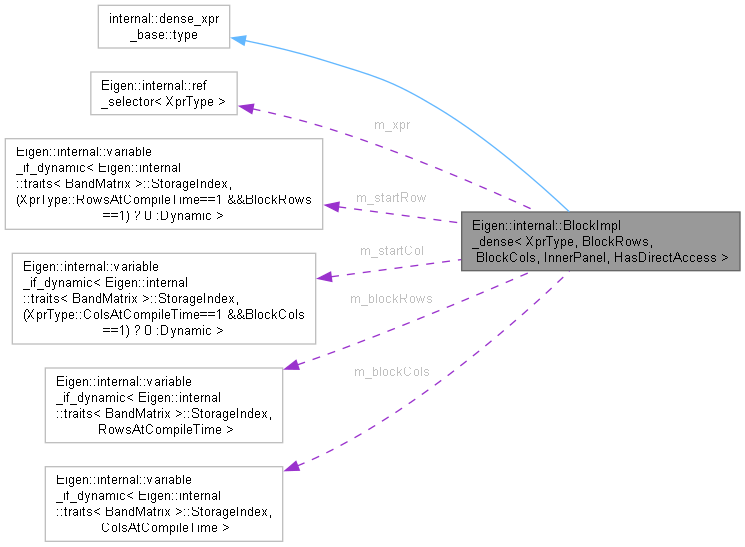 internal::dense_xpr
_base::type
Eigen::internal::ref
_selector< XprType >
m_xpr
Eigen::internal::variable
_if_dynamic< Eigen::internal
::traits< BandMatrix >::StorageIndex,
(XprType::RowsAtCompileTime==1 &&BlockRows
==1) ? 0 :Dynamic >
m_startRow
Eigen::internal::BlockImpl
_dense< XprType, BlockRows,
BlockCols, InnerPanel, HasDirectAccess >
m_startCol
Eigen::internal::variable
_if_dynamic< Eigen::internal
::traits< BandMatrix >::StorageIndex,
(XprType::ColsAtCompileTime==1 &&BlockCols
==1) ? 0 :Dynamic >
m_blockRows
Eigen::internal::variable
_if_dynamic< Eigen::internal
::traits< BandMatrix >::StorageIndex,
RowsAtCompileTime >
m_blockCols
Eigen::internal::variable
_if_dynamic< Eigen::internal
::traits< BandMatrix >::StorageIndex,
ColsAtCompileTime >